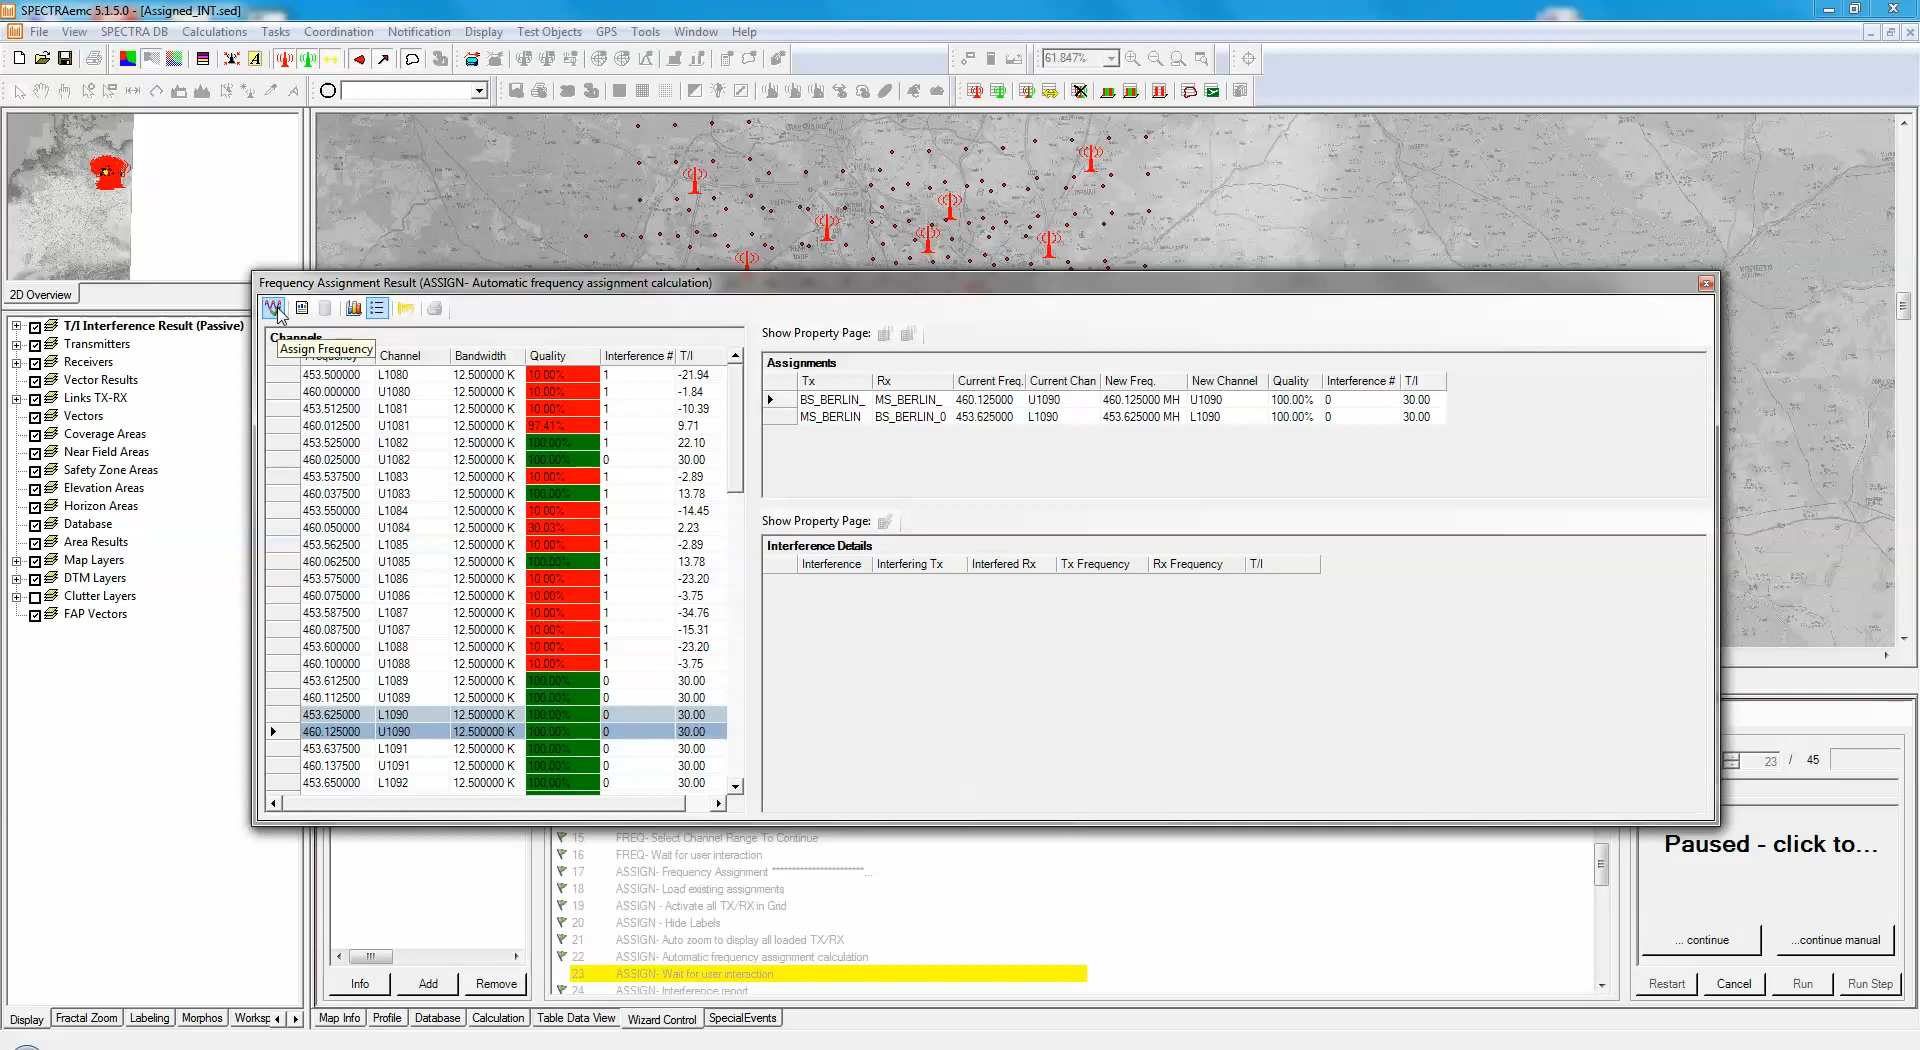 SPECTRAemc 5.1.5.0 - [Assigned_INT.sed]
File View SPECTRA DB Calculations Tasks Coordination Notification Display Test Objects GPS Tools Window Help
61.847%
2D Overview
T/I Interference Result (Passive)
Transmitters
Receivers
Vector Results
Links TX-RX
Vectors
Coverage Areas
Near Field Areas
Safety Zone Areas
Elevation Areas
Horizon Areas
Database
Area Results
Map Layers
DTM Layers
Clutter Layers
FAP Vectors
Frequency Assignment Result (ASSIGN- Automatic frequency assignment calculation)
Channels
Assign Frequency
Channel Bandwidth Quality Interference # T/I
453.500000 L1080 12.500000 K 10.00% 1 -21.94
460.000000 U1080 12.500000 K 10.00% 1 -1.84
453.512500 L1081 12.500000 K 10.00% 1 -10.39
460.012500 U1081 12.500000 K 97.41% 1 9.71
453.525000 L1082 12.500000 K 100.00% 1 22.10
460.025000 U1082 12.500000 K 100.00% 0 30.00
453.537500 L1083 12.500000 K 10.00% 1 -2.89
460.037500 U1083 12.500000 K 100.00% 1 13.78
453.550000 L1084 12.500000 K 10.00% 1 -14.45
460.050000 U1084 12.500000 K 30.03% 1 2.23
453.562500 L1085 12.500000 K 10.00% 1 -2.89
460.062500 U1085 12.500000 K 100.00% 1 13.78
453.575000 L1086 12.500000 K 10.00% 1 -23.20
460.075000 U1086 12.500000 K 10.00% 1 -3.75
453.587500 L1087 12.500000 K 10.00% 1 -34.76
460.087500 U1087 12.500000 K 10.00% 1 -15.31
453.600000 L1088 12.500000 K 10.00% 1 -23.20
460.100000 U1088 12.500000 K 10.00% 1 -3.75
453.612500 L1089 12.500000 K 100.00% 0 30.00
460.112500 U1089 12.500000 K 100.00% 0 30.00
453.625000 L1090 12.500000 K 100.00% 0 30.00
460.125000 U1090 12.500000 K 100.00% 0 30.00
453.637500 L1091 12.500000 K 100.00% 0 30.00
460.137500 U1091 12.500000 K 100.00% 0 30.00
453.650000 L1092 12.500000 K 100.00% 0 30.00
Show Property Page:
Assignments
Tx Rx Current Freq. Current Chan New Freq. New Channel Quality Interference # T/I
BS_BERLIN_ MS_BERLIN_ 460.125000 U1090 460.125000 MH U1090 100.00% 0 30.00
MS_BERLIN BS_BERLIN_0 453.625000 L1090 453.625000 MH L1090 100.00% 0 30.00
Show Property Page:
Interference Details
Interference Interfering Tx Interfered Rx Tx Frequency Rx Frequency T/I
23 / 45
15 FREQ- Select Channel Range To Continue
16 FREQ- Wait for user interaction
17 ASSIGN- Frequency Assignment ************************...
18 ASSIGN- Load existing assignments
19 ASSIGN - Activate all TX/RX in Grid
20 ASSIGN - Hide Labels
21 ASSIGN- Auto zoom to display all loaded TX/RX
22 ASSIGN- Automatic frequency assignment calculation
23 ASSIGN- Wait for user interaction
24 ASSIGN- Interference report
Paused - click to...
... continue ...continue manual
Info Add Remove
Restart Cancel Run Run Step
Display Fractal Zoom Labeling Morphos Worksp
Map Info Profile Database Calculation Table Data View Wizard Control SpecialEvents